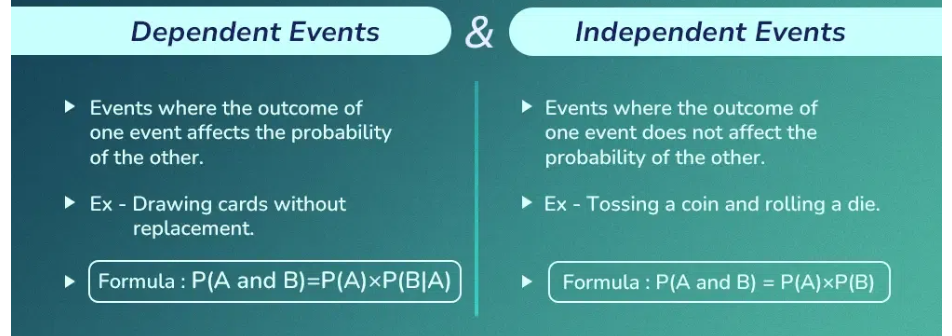 Dependent Events & Independent Events
Events where the outcome of
one event affects the probability
of the other.
Ex - Drawing cards without
replacement.
Formula : P(A and B)=P(A)×P(B|A)
Events where the outcome of
one event does not affect the
probability of the other.
Ex - Tossing a coin and rolling a die.
Formula : P(A and B) = P(A)×P(B)